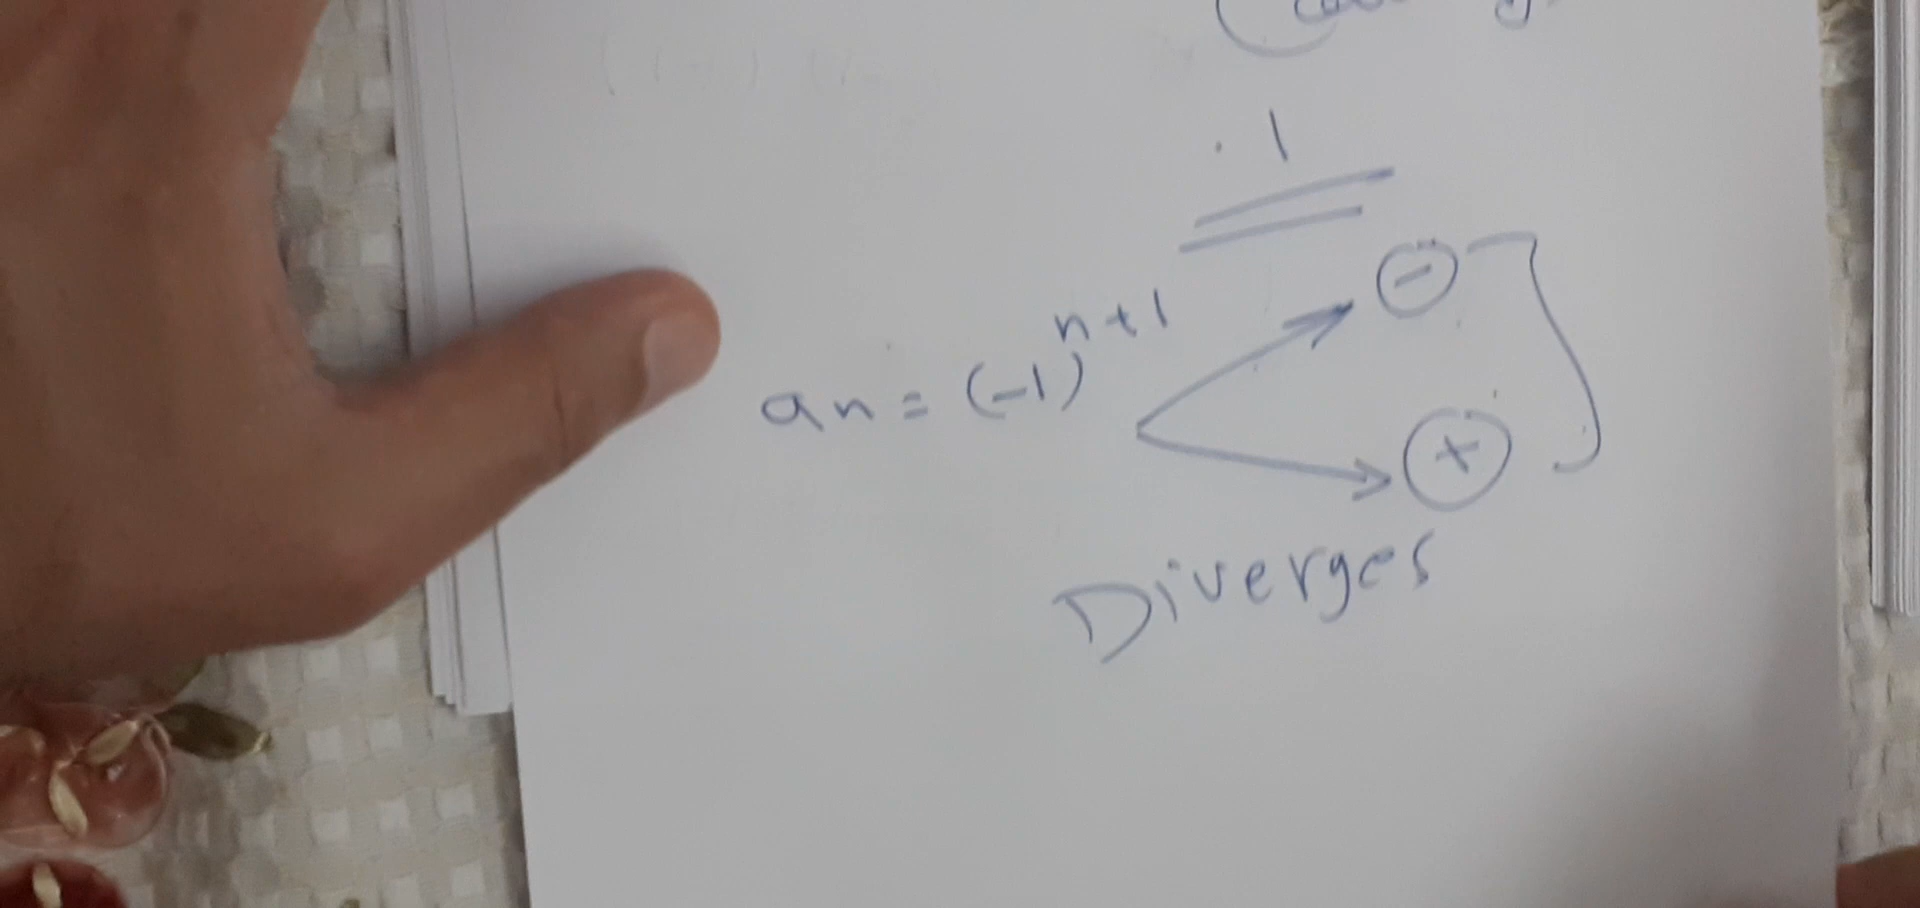 1
an = (-1)^{n+1}
-
+
Diverges